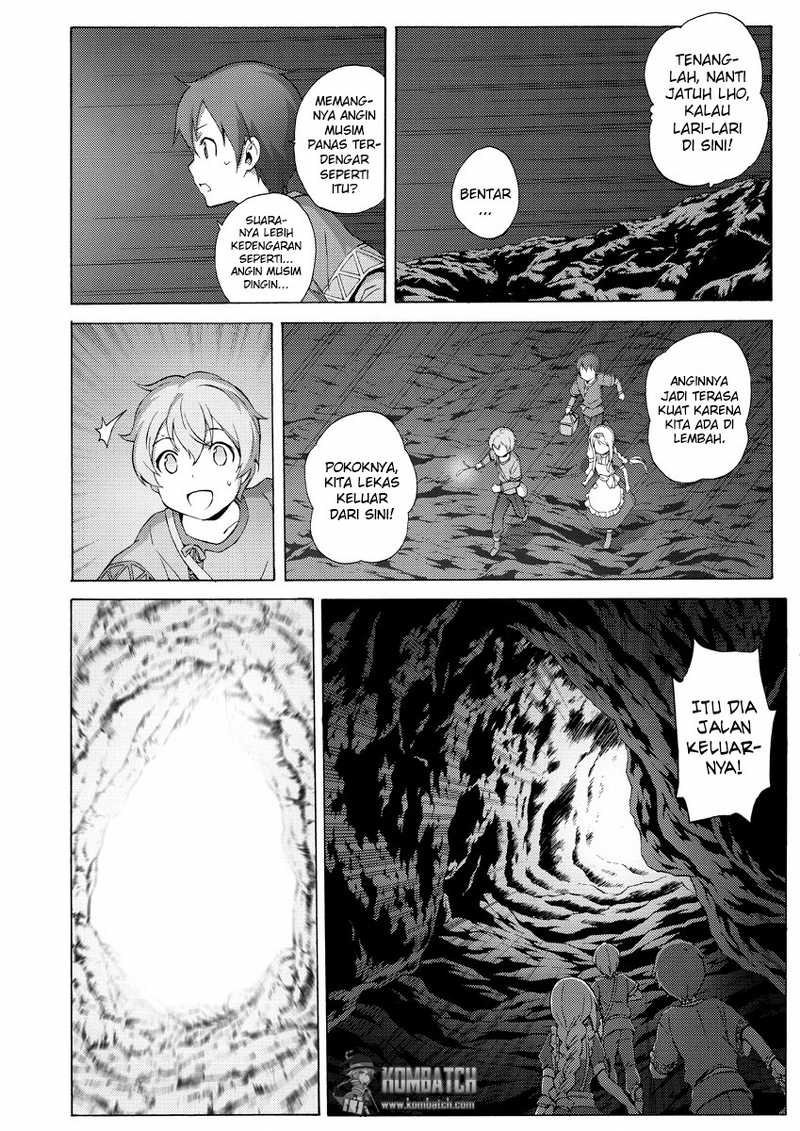 TENANG-
LAH, NANTI
JATUH LHO,
KALAU
LARI-LARI
DI SINI!
BENTAR
...
MEMANG-
NYA ANGIN
MUSIM
PANAS TER-
DENGAR
SEPERTI
ITU?
SUARA-
NYA LEBIH
KEDENGARAN
SEPERTI...
ANGIN MUSIM
DINGIN...
ANGINNYA
JADI TERASA
KUAT KARENA
KITA ADA DI
LEMBAH.
POKOKNYA,
KITA LEKAS
KELUAR
DARI SINI!
ITU DIA
JALAN
KELUAR-
NYA!
KOMBATCH
www.kombatch.com